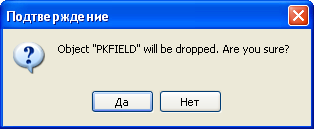 Подтверждение
Object "PKFIELD" will be dropped. Are you sure?
Да
Нет